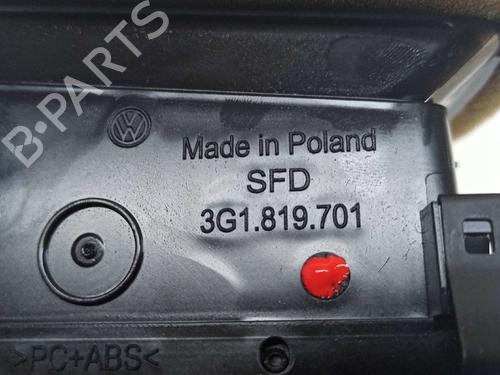 B-PARTS
Made in Poland
SFD
3G1.819.701
>PC+ABS<